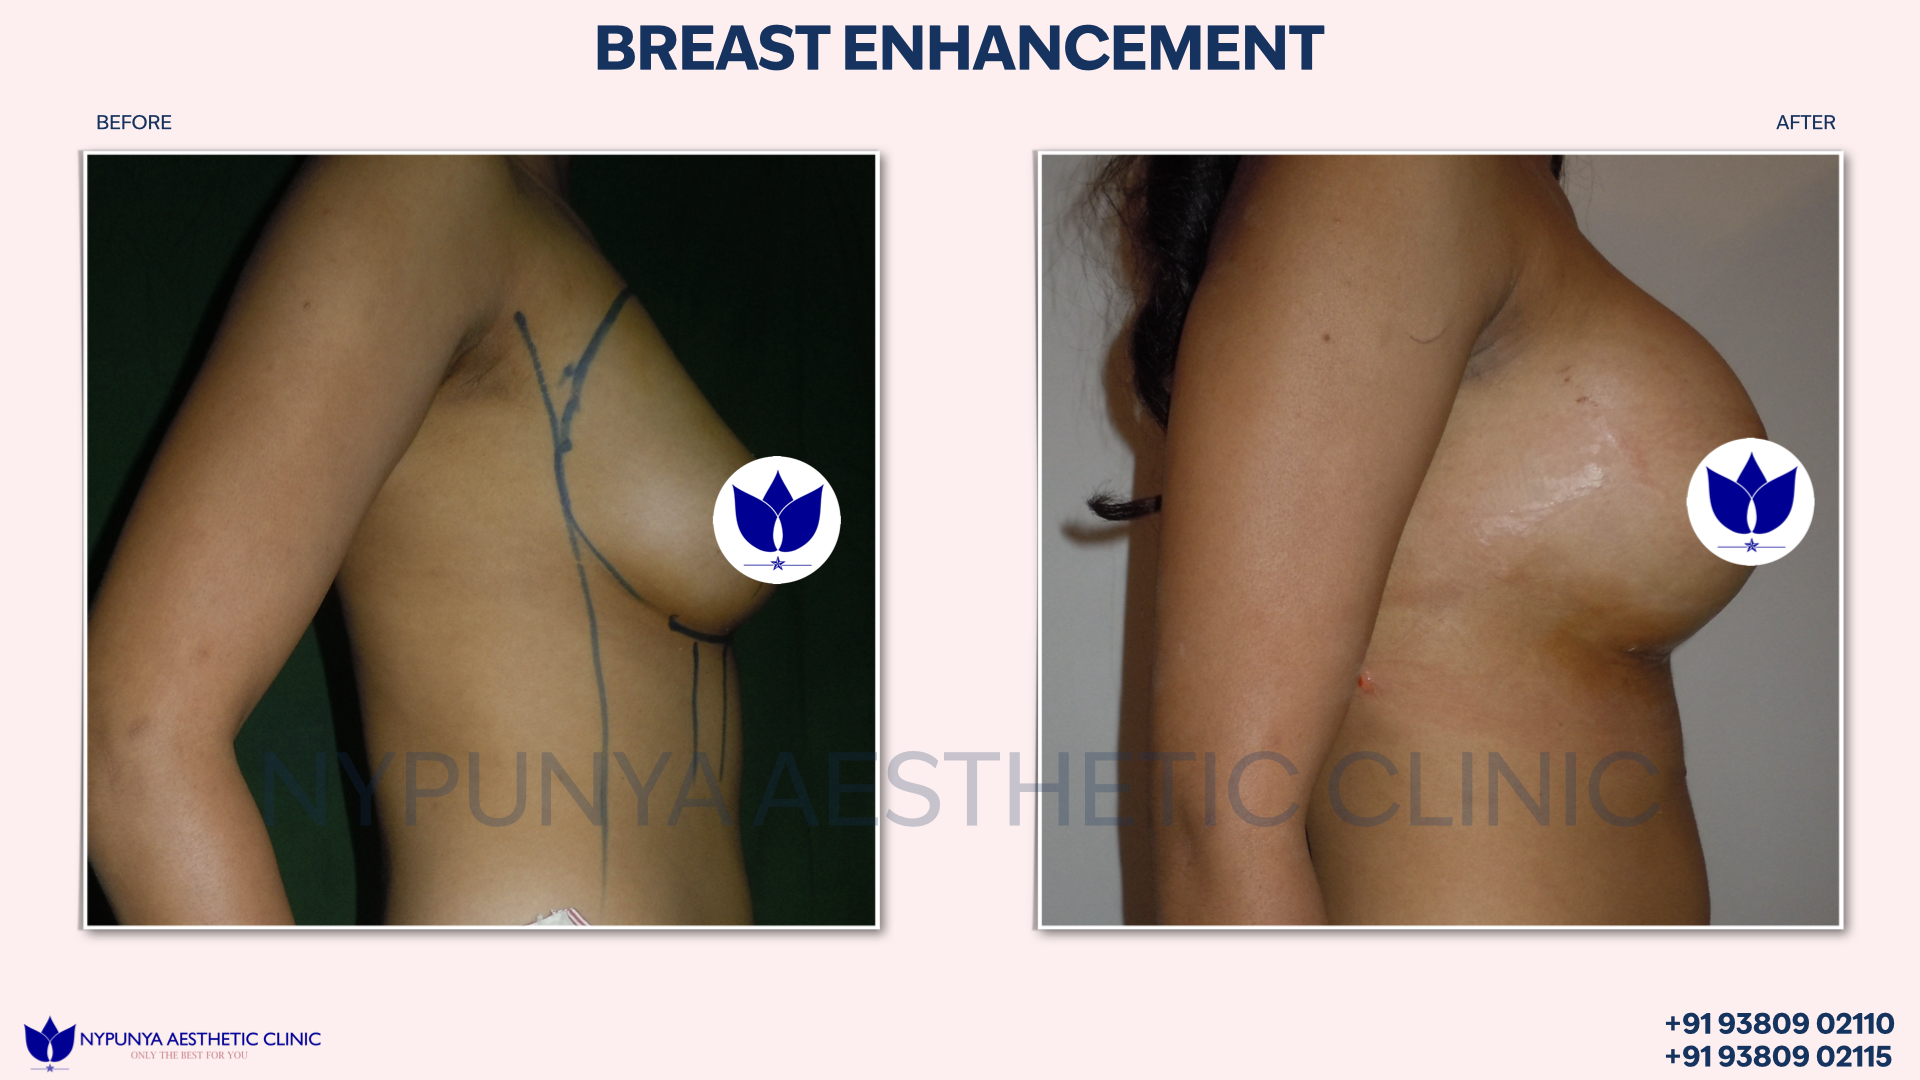 BREAST ENHANCEMENT
BEFORE
AFTER
NYPUNYA AESTHETIC CLINIC
NYPUNYA AESTHETIC CLINIC
ONLY THE BEST FOR YOU
+91 93809 02110
+91 93809 02115